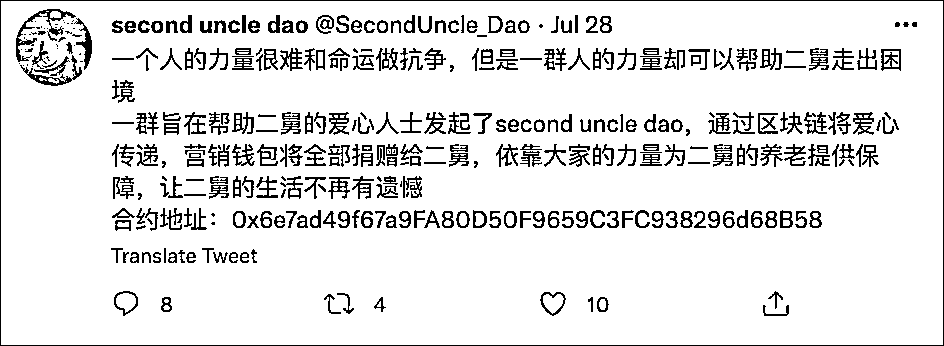 second uncle dao @SecondUncle_Dao · Jul 28
一个人的力量很难和命运做抗争，但是一群人的力量却可以帮助二舅走出困
境
一群旨在帮助二舅的爱心人士发起了second uncle dao，通过区块链将爱心
传递，营销钱包将全部捐赠给二舅，依靠大家的力量为二舅的养老提供保
障，让二舅的生活不再有遗憾
合约地址：0x6e7ad49f67a9FA80D50F9659C3FC938296d68B58
Translate Tweet
8 4 10